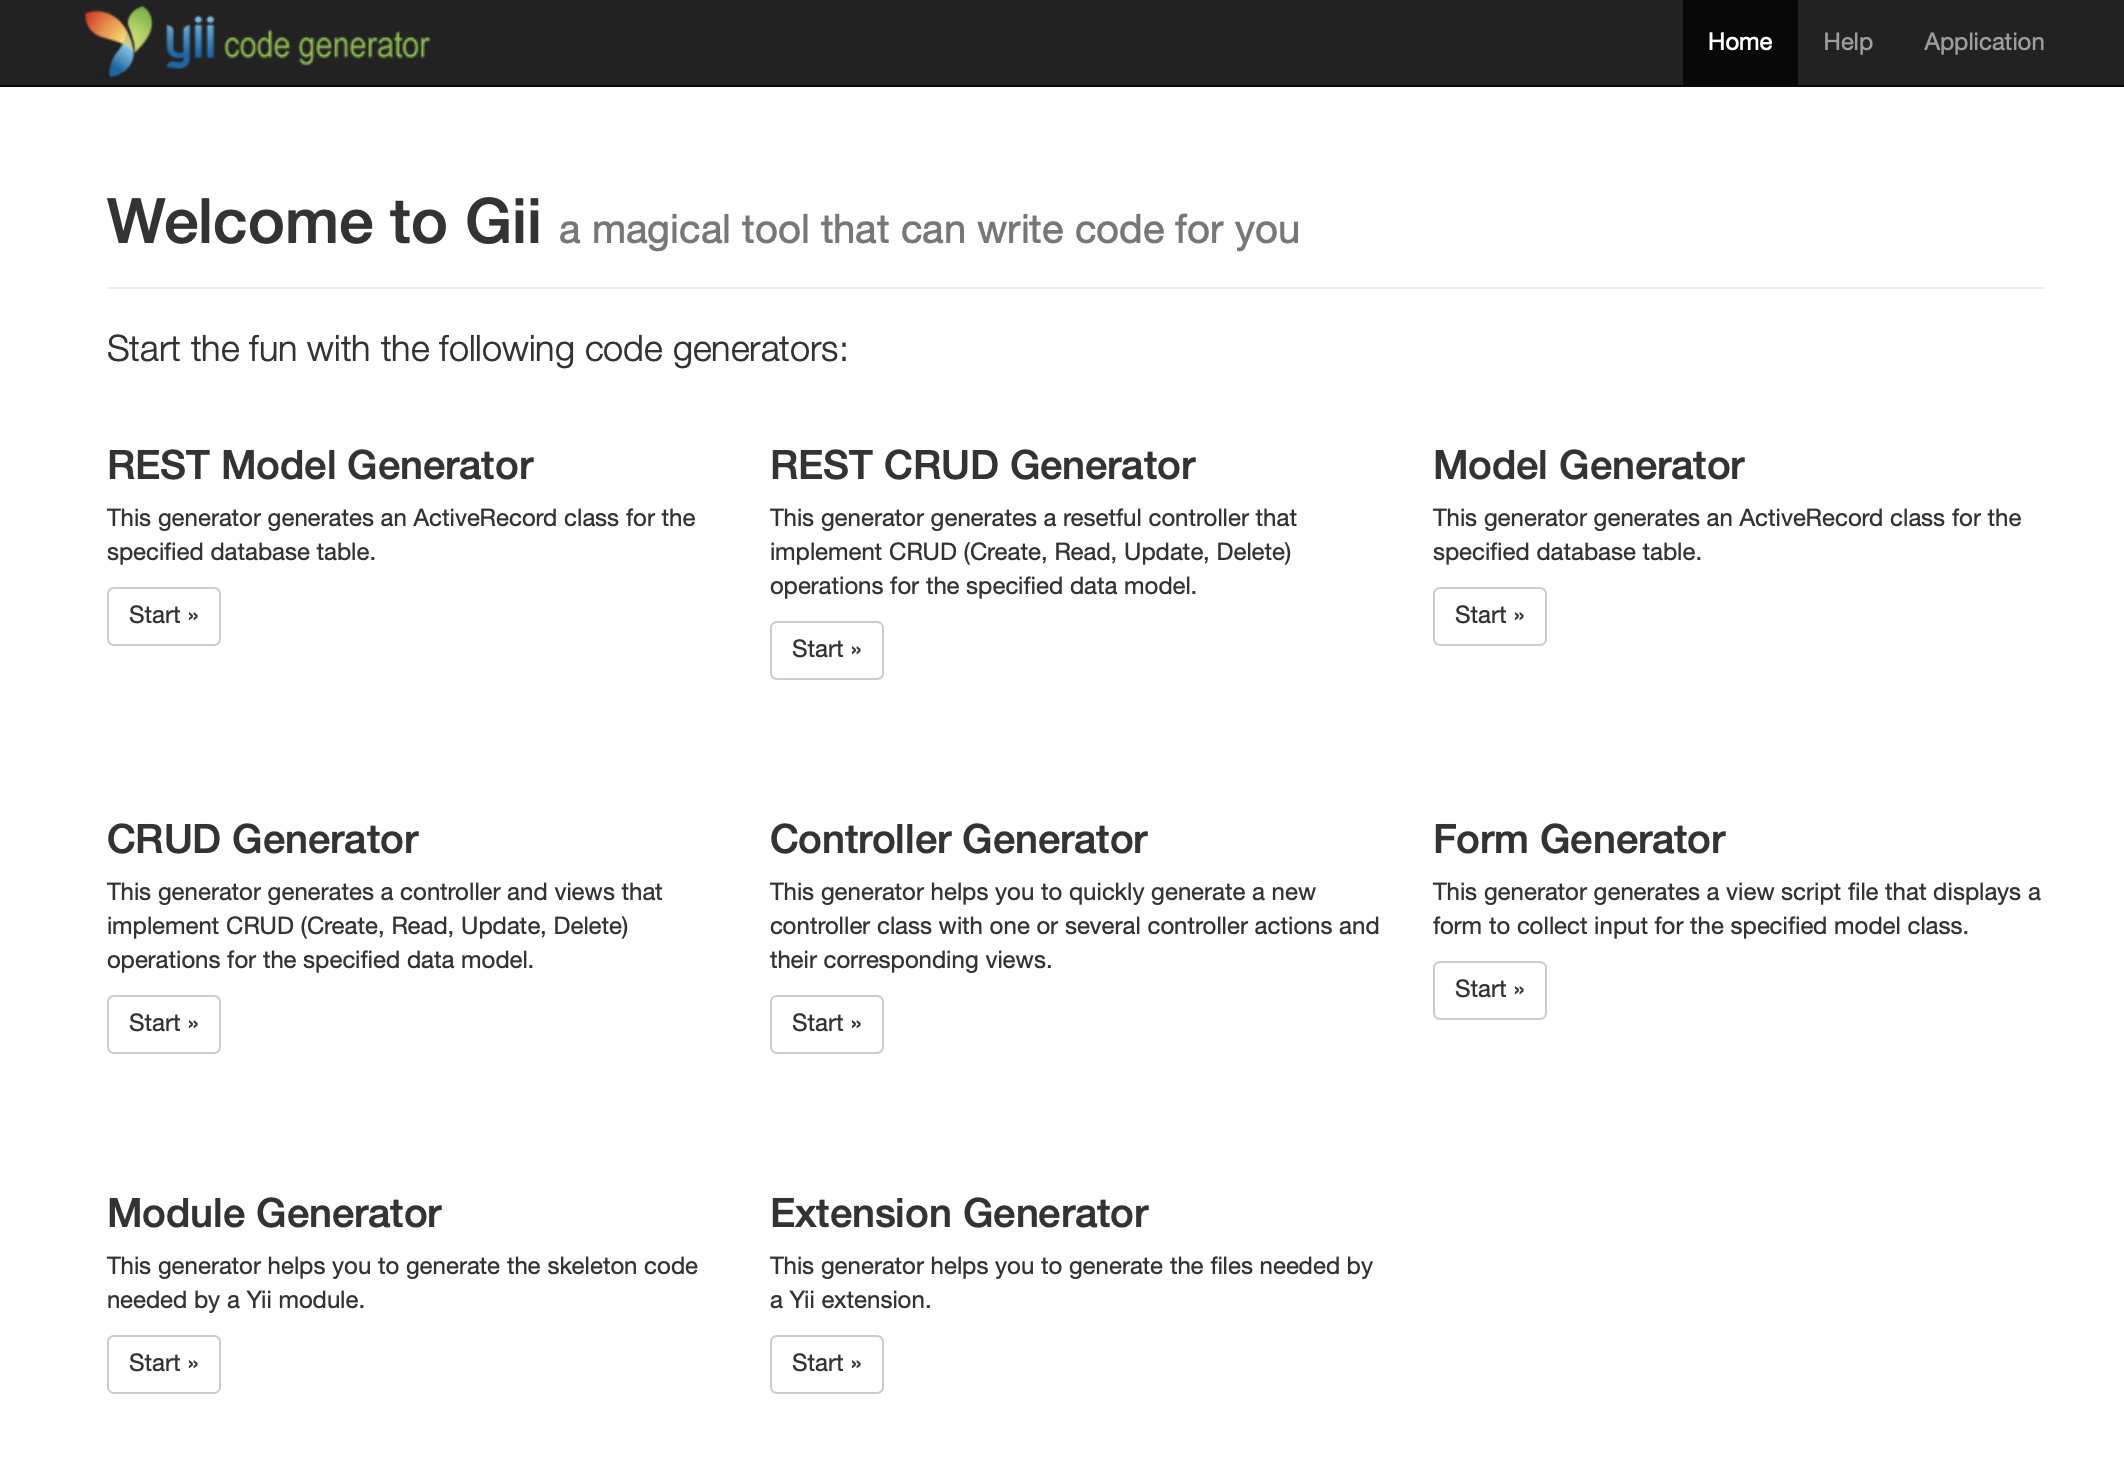 yii code generator
Home Help Application
Welcome to Gii a magical tool that can write code for you
Start the fun with the following code generators:
REST Model Generator
This generator generates an ActiveRecord class for the
specified database table.
Start »
REST CRUD Generator
This generator generates a resetful controller that
implement CRUD (Create, Read, Update, Delete)
operations for the specified data model.
Start »
Model Generator
This generator generates an ActiveRecord class for the
specified database table.
Start »
CRUD Generator
This generator generates a controller and views that
implement CRUD (Create, Read, Update, Delete)
operations for the specified data model.
Start »
Controller Generator
This generator helps you to quickly generate a new
controller class with one or several controller actions and
their corresponding views.
Start »
Form Generator
This generator generates a view script file that displays a
form to collect input for the specified model class.
Start »
Module Generator
This generator helps you to generate the skeleton code
needed by a Yii module.
Start »
Extension Generator
This generator helps you to generate the files needed by
a Yii extension.
Start »